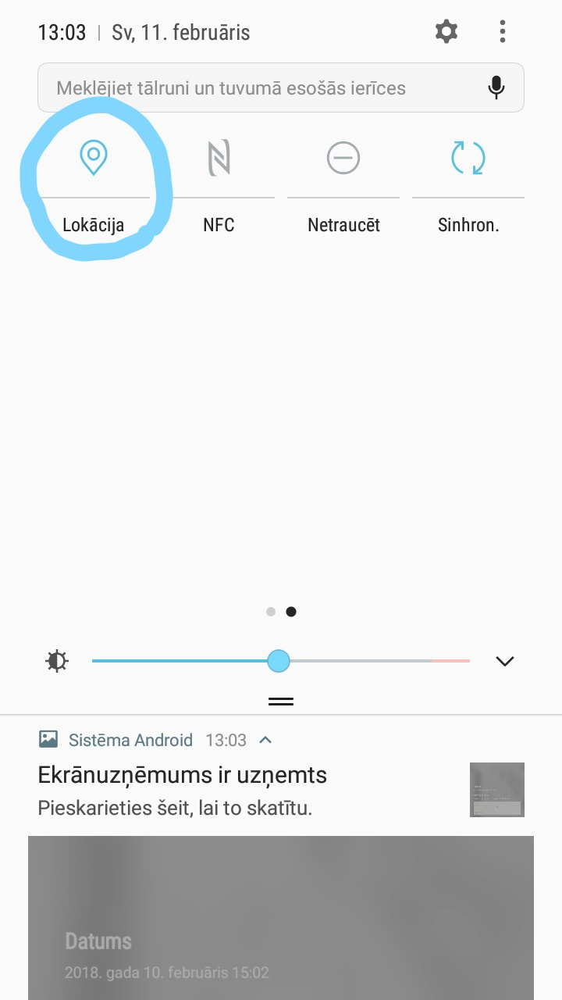 13:03 | Sv, 11. februāris
Meklējiet tālruni un tuvumā esošās ierīces
Lokācija NFC Netraucēt Sinhron.
Sistēma Android 13:03
Ekrānuzņēmums ir uzņemts
Pieskarieties šeit, lai to skatītu.
Datums
2018. gada 10. februāris 15:02